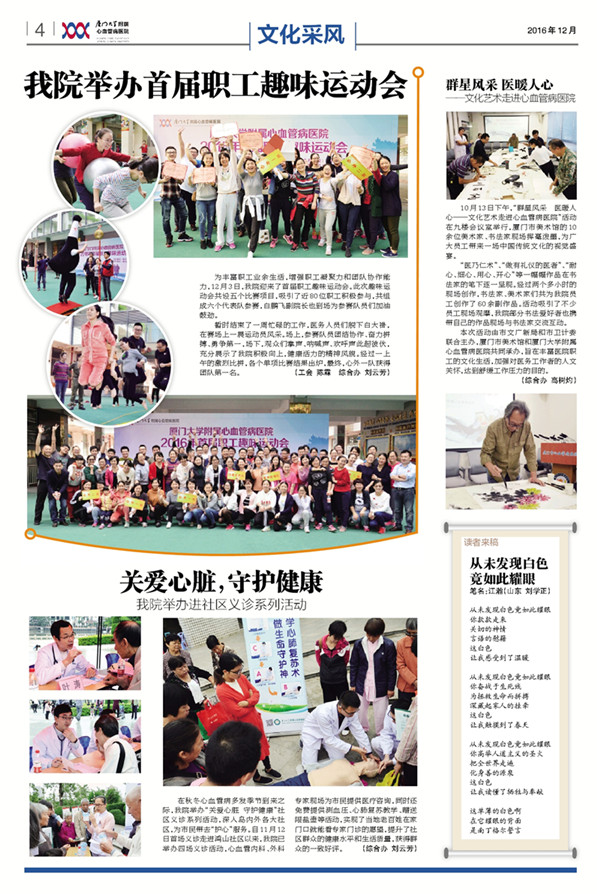 4
厦门大学附属
心血管病医院
文化采风
2016年12月
我院举办首届职工趣味运动会
为丰富职工业余生活,增强职工凝聚力和团队协作能
力,12月3日,我院迎来了首届职工趣味运动会。此次趣味运
动会共设五个比赛项目,吸引了近80位职工积极参与,共组
成六个代表队参赛。白鹏飞副院长也到场为参赛队员们加油
鼓劲。
暂时结束了一周忙碌的工作,医务人员们脱下白大褂,
在赛场上一展运动员风采。场上,参赛队员团结协作、奋力拼
搏、勇争第一,场下,观众们掌声、呐喊声、欢呼声此起彼伏,
充分展示了我院积极向上、健康活力的精神风貌。经过一上
午的激烈比拼,各个单项比赛结果出炉,最终,心外一队获得
团队第一名。
(工会 陈霖 综合办 刘云芳)
厦门大学附属心血管病医院
2016年首届职工趣味运动会
群星风采 医暖人心
——文化艺术走进心血管病医院
10月13日下午,“群星风采 医暖人
心——文化艺术走进心血管病医院”活动
在九楼会议室举行。厦门市美术馆的10
余位美术家、书法家现场挥毫泼墨,为广
大员工带来一场中国传统文化的视觉盛
宴。
“医乃仁术”、“做有礼仪的医者”、“耐
心、细心、用心、开心”等一幅幅作品在书
法家的笔下逐一呈现。经过两个多小时的
现场创作,书法家、美术家们共为我院员
工创作了60余副作品,活动吸引了不少
员工现场观摩,我院部分书法爱好者也携
带自己的作品现场与书法家交流互动。
本次活动由市文广新局和市卫计委
联合主办,厦门市美术馆和厦门大学附属
心血管病医院共同承办,旨在丰富医院职
工的文化生活,加强对医务工作者的人文
关怀,达到舒缓工作压力的目的。
(综合办 高树灼)
关爱心脏,守护健康
我院举办进社区义诊系列活动
学心肺复苏术
做生命守护神
在秋冬心血管病多发季节到来之
际,我院举办“关爱心脏 守护健康”社
区义诊系列活动,深入岛内外各大社
区,为市民带去“护心”服务。自11月12
日首场义诊走进鸿山社区以来,我院已
举办四场义诊活动,心血管内科、外科
专家现场为市民提供医疗咨询,同时还
免费提供测血压、心肺复苏教学、赠送
限盐壶等活动,实现了当地老百姓在家
门口就能看专家门诊的愿望,提升了社
区群众的健康水平和生活质量,获得群
众的一致好评。
(综合办 刘云芳)
读者来稿
从未发现白色
竟如此耀眼
笔名:江瀚(山东 刘学正)
从未发现白色竟如此耀眼
你款款走来
关切的神情
言语的慰藉
这白色
让我感受到了温暖
从未发现白色竟如此耀眼
你奋战于生死线
为拯救生命而拼搏
深藏起家人的挂牵
这白色
让我触摸到了春天
从未发现白色竟如此耀眼
你高举人道主义的圣火
把全世界走遍
化身善的源泉
这白色
让我读懂了牺牲与奉献
这单薄的白色啊
在它耀眼的背面
是南丁格尔誓言